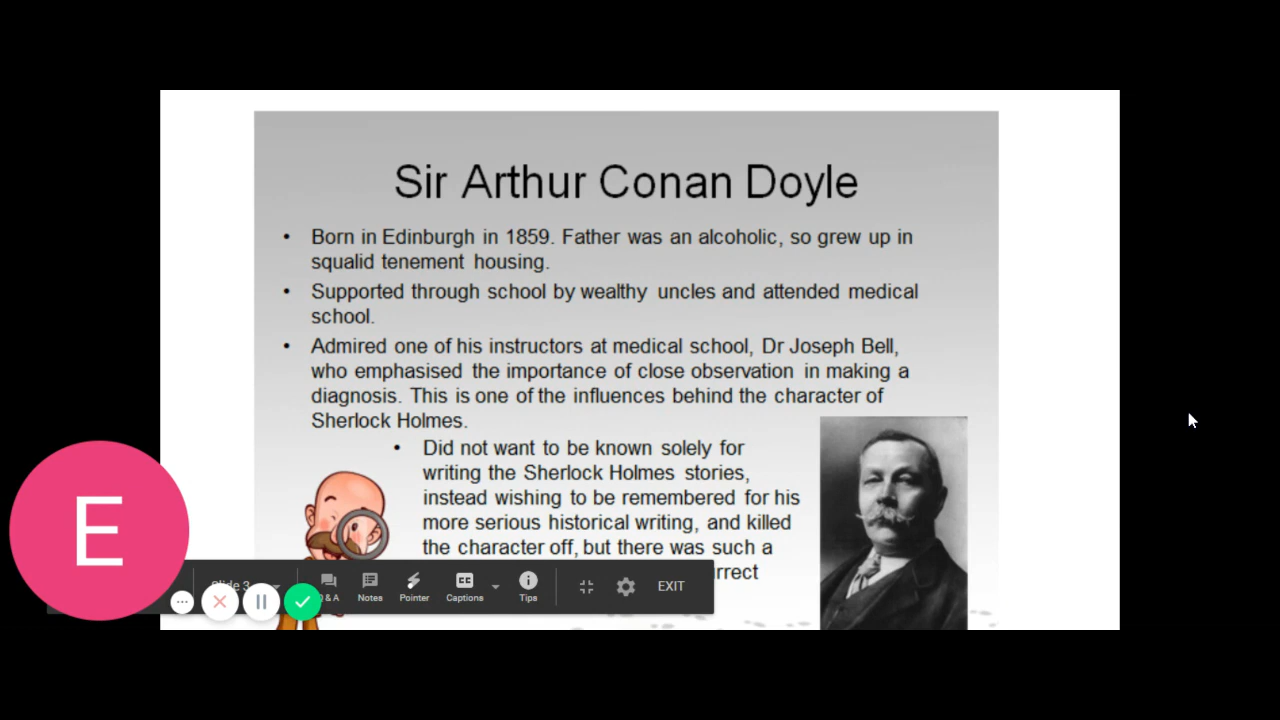 Sir Arthur Conan Doyle
• Born in Edinburgh in 1859. Father was an alcoholic, so grew up in
squalid tenement housing.
• Supported through school by wealthy uncles and attended medical
school.
• Admired one of his instructors at medical school, Dr Joseph Bell,
who emphasised the importance of close observation in making a
diagnosis. This is one of the influences behind the character of
Sherlock Holmes.
• Did not want to be known solely for
writing the Sherlock Holmes stories,
instead wishing to be remembered for his
more serious historical writing, and killed
the character off, but there was such a
E
Slide 3
& A
Notes
Pointer
CC
Captions
Tips
EXIT